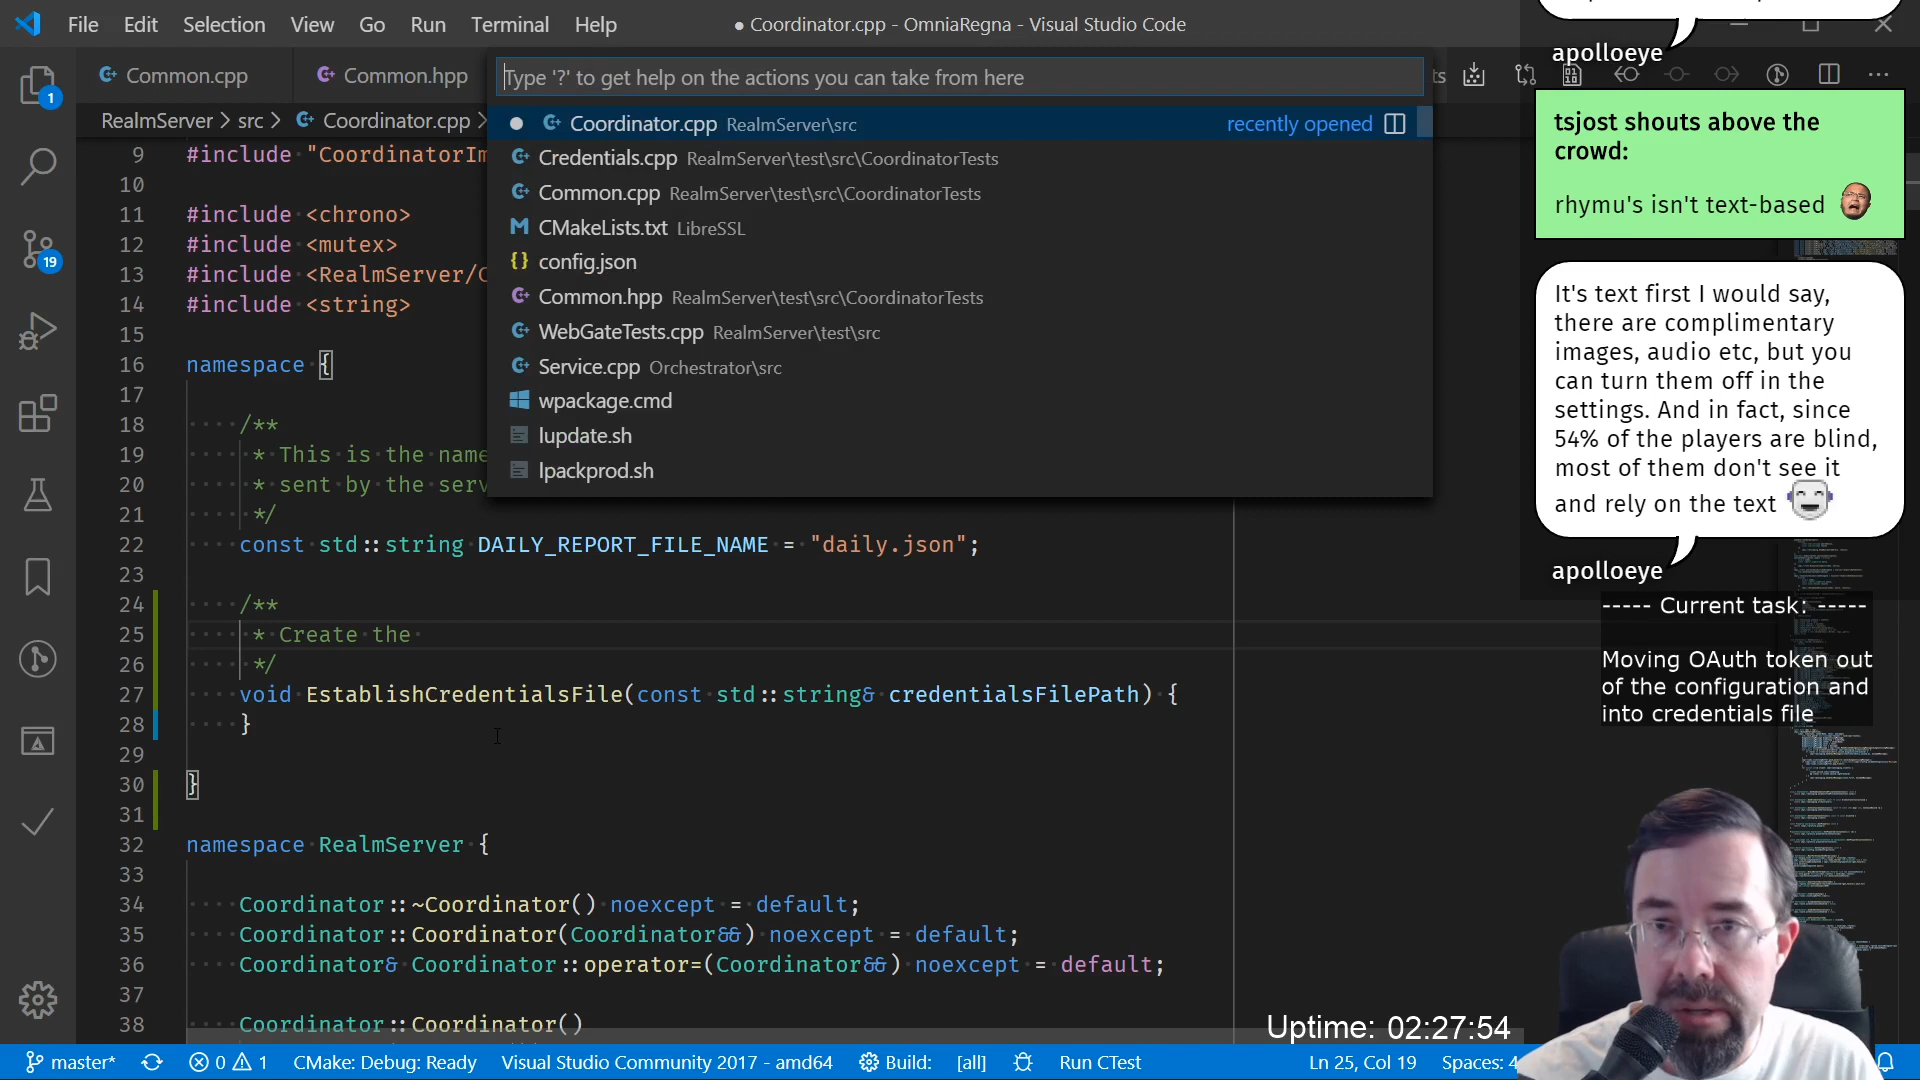 File Edit Selection View Go Run Terminal Help
● Coordinator.cpp - OmniaRegna - Visual Studio Code
Common.cpp Common.hpp
Type '?' to get help on the actions you can take from here
RealmServer > src > Coordinator.cpp >
Coordinator.cpp RealmServer\src recently opened
Credentials.cpp RealmServer\test\src\CoordinatorTests
Common.cpp RealmServer\test\src\CoordinatorTests
CMakeLists.txt LibreSSL
config.json
Common.hpp RealmServer\test\src\CoordinatorTests
WebGateTests.cpp RealmServer\test\src
Service.cpp Orchestrator\src
wpackage.cmd
lupdate.sh
lpackprod.sh
9 #include "CoordinatorIm
10
11 #include <chrono>
12 #include <mutex>
13 #include <RealmServer/C
14 #include <string>
15
16 namespace {
17
18 /**
19 * This is the name
20 * sent by the serv
21 */
22 const std::string DAILY_REPORT_FILE_NAME = "daily.json";
23
24 /**
25 * Create the
26 */
27 void EstablishCredentialsFile(const std::string& credentialsFilePath) {
28 }
29
30 }
31
32 namespace RealmServer {
33
34 Coordinator::~Coordinator() noexcept = default;
35 Coordinator::Coordinator(Coordinator&&) noexcept = default;
36 Coordinator& Coordinator::operator=(Coordinator&&) noexcept = default;
37
38 Coordinator::Coordinator()
1
19
apolloeye
tsjost shouts above the
crowd:
rhymu's isn't text-based
It's text first I would say,
there are complimentary
images, audio etc, but you
can turn them off in the
settings. And in fact, since
54% of the players are blind,
most of them don't see it
and rely on the text
apolloeye
----- Current task: -----
Moving OAuth token out
of the configuration and
into credentials file
Uptime: 02:27:54
master* 0 1 CMake: Debug: Ready Visual Studio Community 2017 - amd64 Build: [all] Run CTest Ln 25, Col 19 Spaces: 4